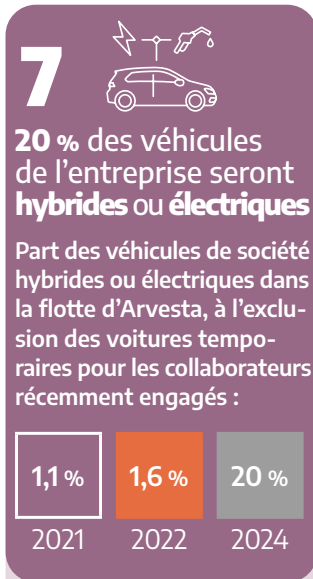 7
20 % des véhicules
de l’entreprise seront
hybrides ou électriques
Part des véhicules de société
hybrides ou électriques dans
la flotte d’Arvesta, à l’exclu-
sion des voitures tempo-
raires pour les collaborateurs
récemment engagés :
1,1 % 1,6 % 20 %
2021 2022 2024